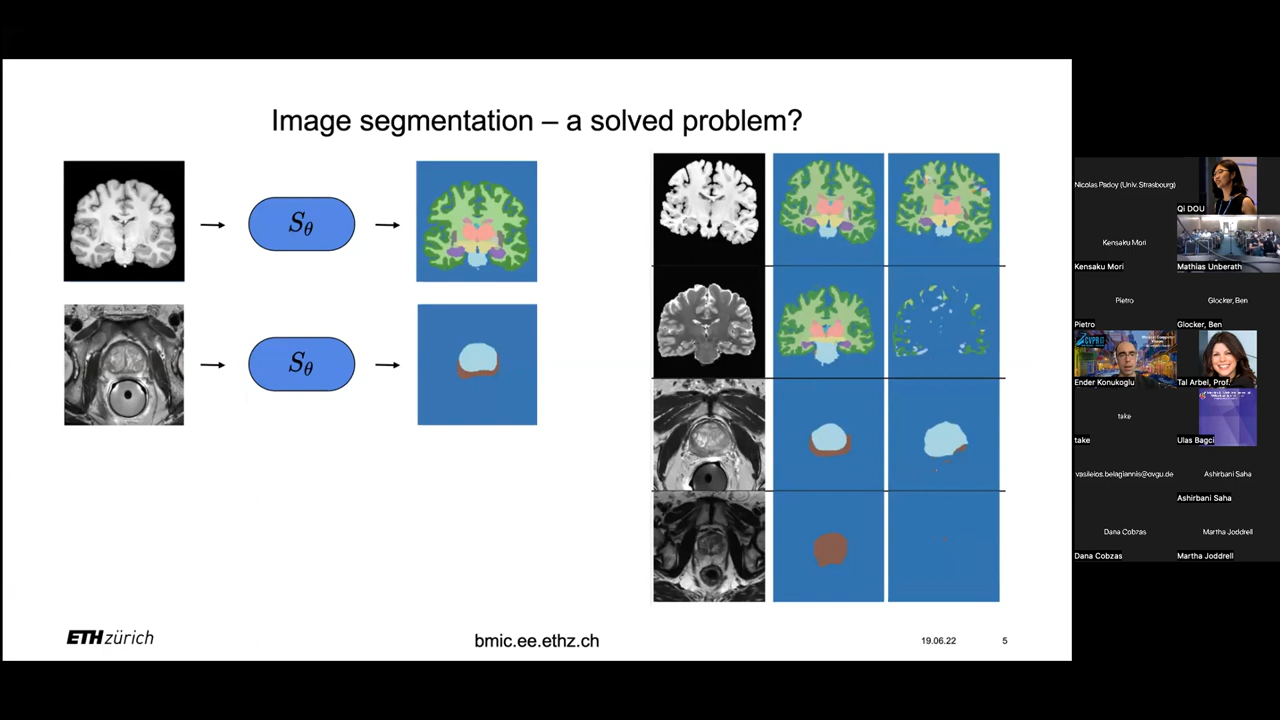 Image segmentation – a solved problem?
Sθ
Sθ
ETH zürich
bmic.ee.ethz.ch
19.06.22
5
Nicolas Padoy (Univ. Strasbourg)
Qi DOU
Kensaku Mori
Kensaku Mori
Mathias Unberath
Pietro
Glocker, Ben
Pietro
Glocker, Ben
CVPR
Ender Konukoglu
Tal Arbel, Prof.
take
take
Ulas Bagci
vasileios.belagiannis@ovgu.de
Ashirbani Saha
Ashirbani Saha
Dana Cobzas
Martha Joddrell
Dana Cobzas
Martha Joddrell